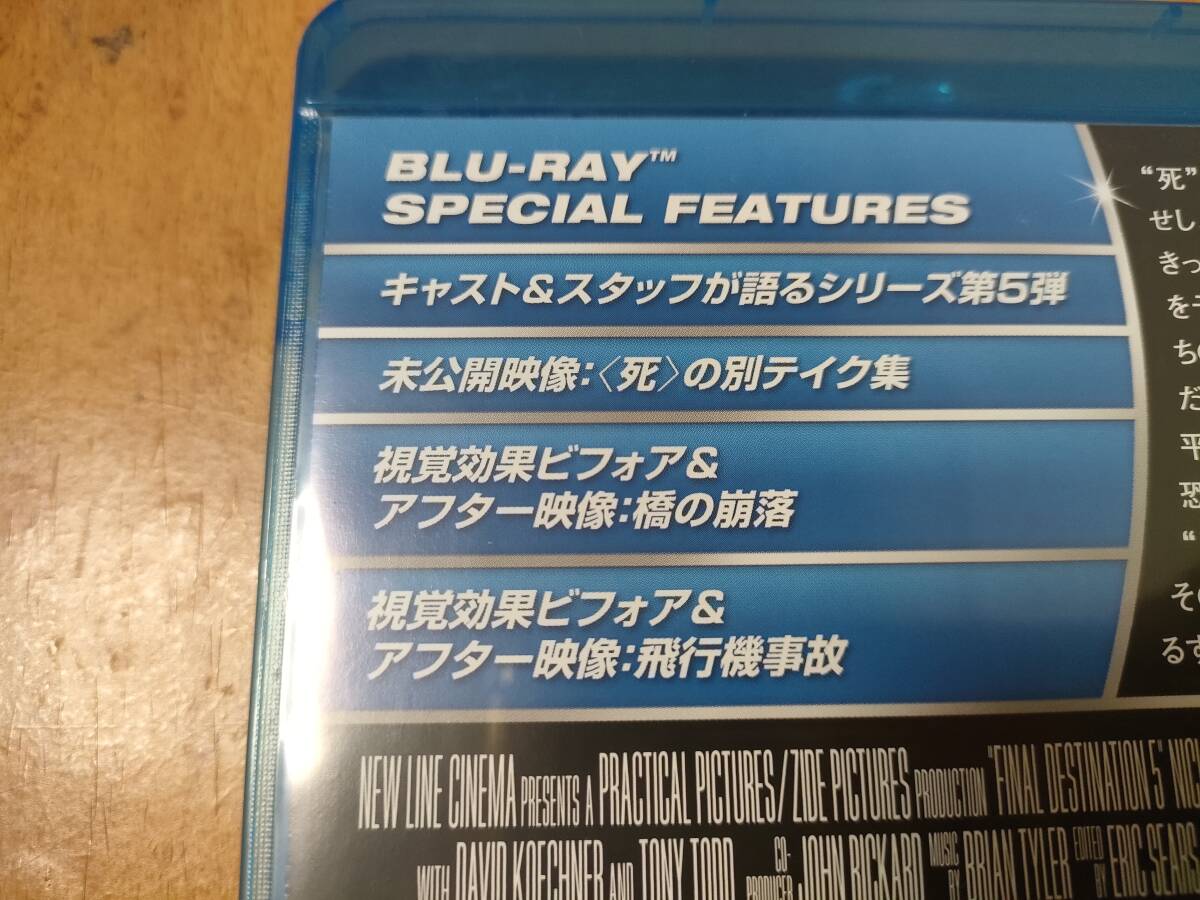 BLU-RAY™
SPECIAL FEATURES
キャスト&スタッフが語るシリーズ第5弾
未公開映像:〈死〉の別テイク集
視覚効果ビフォア&
アフター映像:橋の崩落
視覚効果ビフォア&
アフター映像:飛行機事故
“死”
せし
きっ
を
ち
だ
平
恐
“
その
るす
NEW LINE CINEMA PRESENTS A PRACTICAL PICTURES/ZIDE PICTURES PRODUCTION "FINAL DESTINATION 5"
WITH DAVID KOECHNER AND TONY TODD CO-PRODUCER JOHN RICKARD MUSIC BY BRIAN TYLER EDITED BY ERIC SEARS